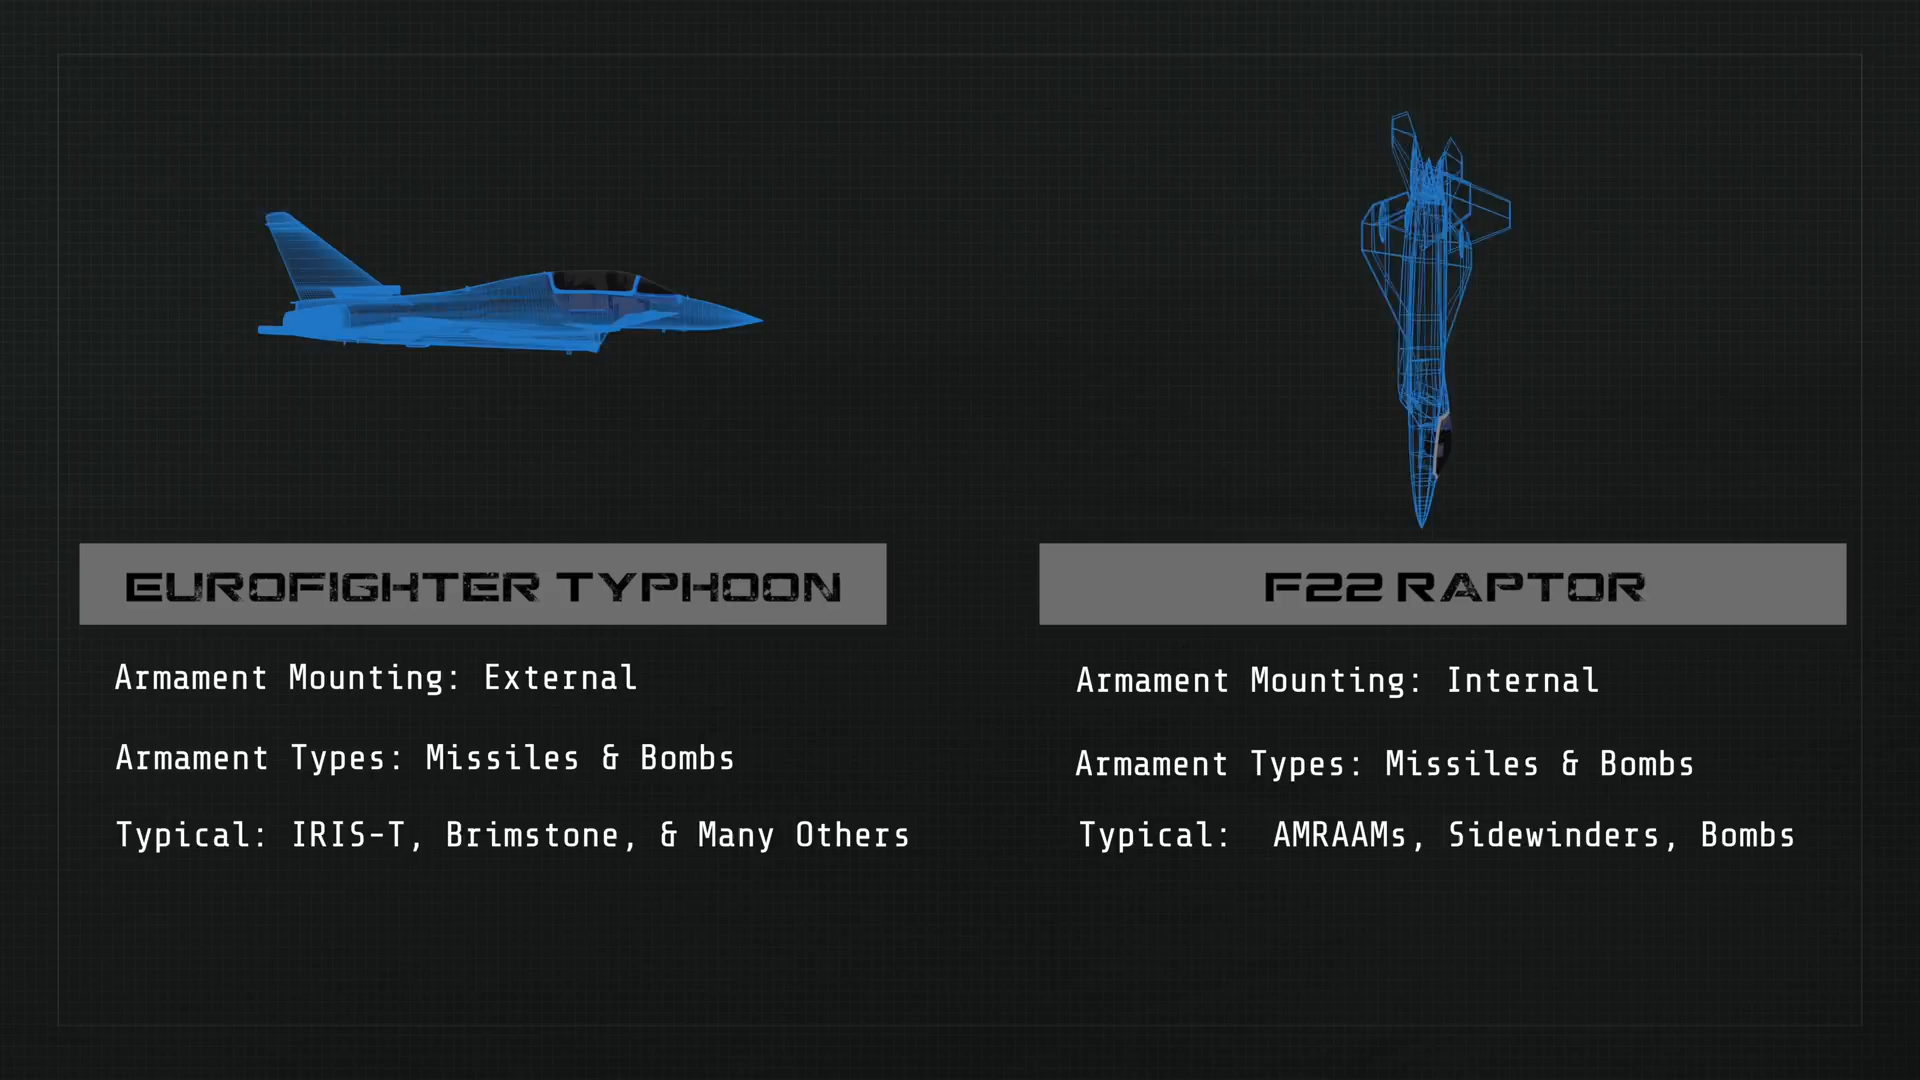 EUROFIGHTER TYPHOON
Armament Mounting: External
Armament Types: Missiles & Bombs
Typical: IRIS-T, Brimstone, & Many Others
F22 RAPTOR
Armament Mounting: Internal
Armament Types: Missiles & Bombs
Typical: AMRAAMs, Sidewinders, Bombs